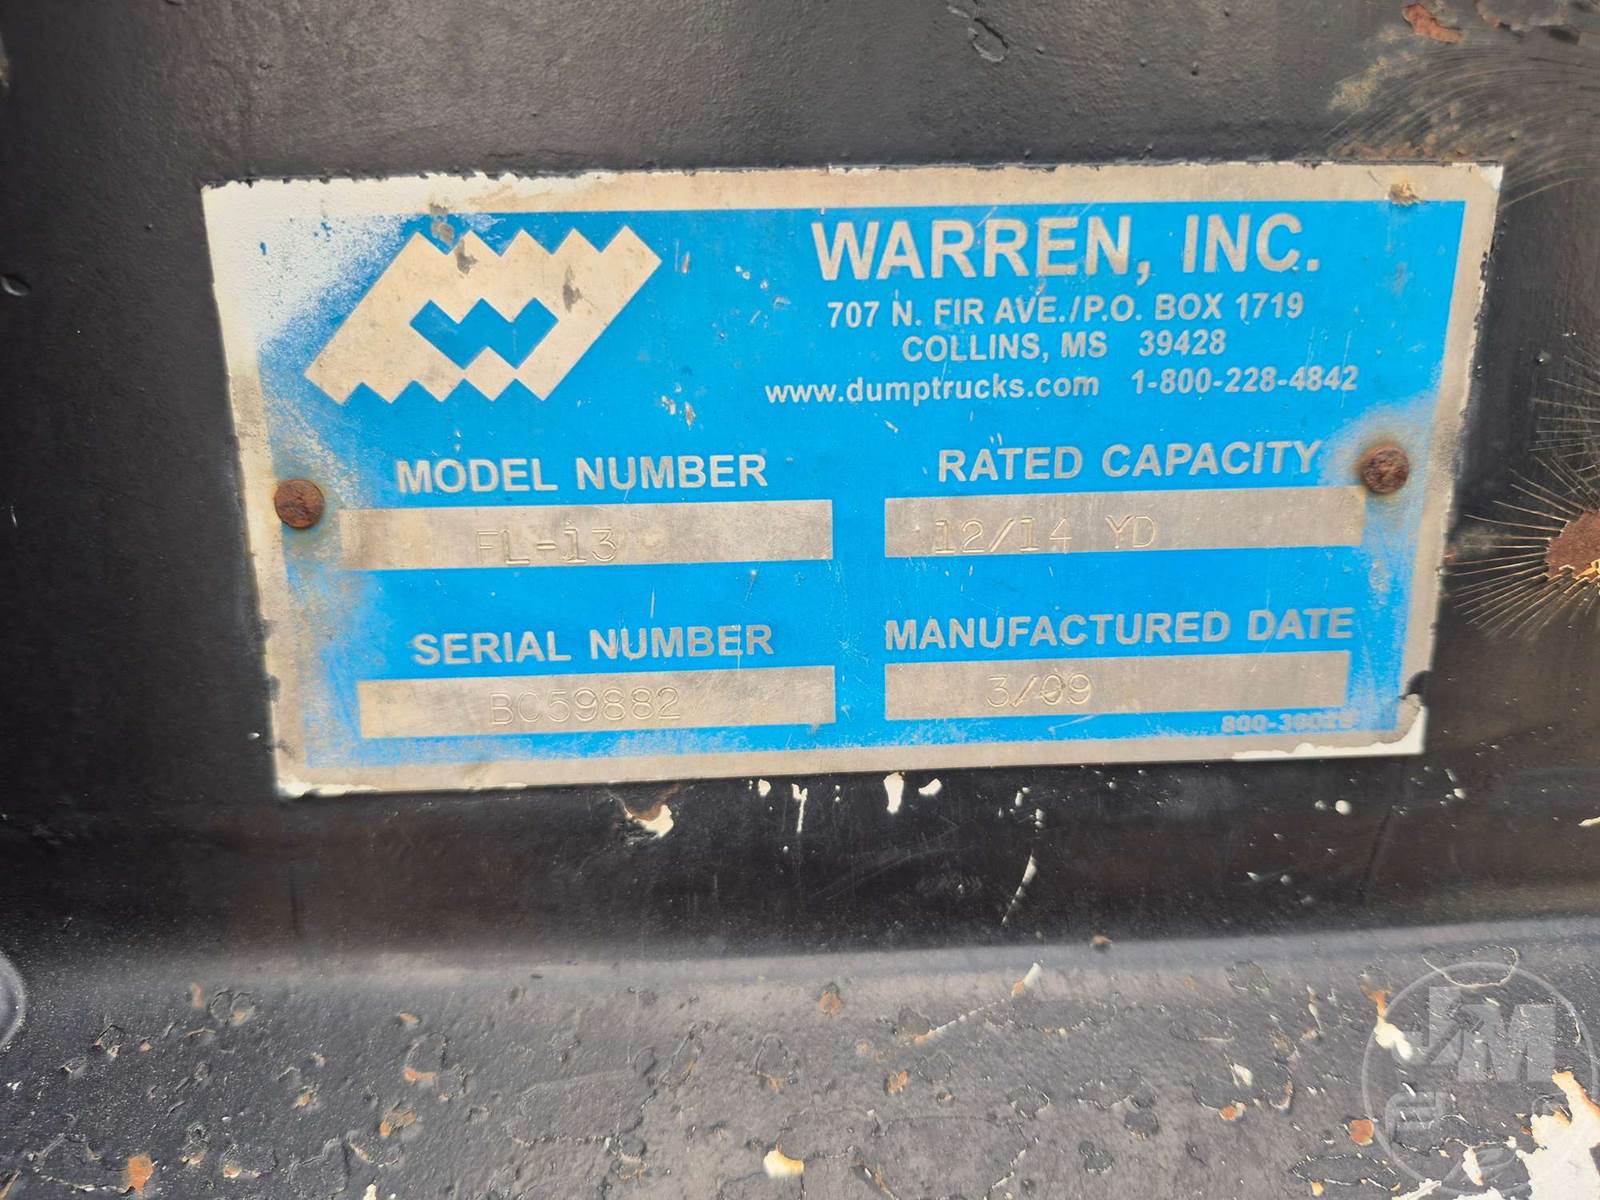 WARREN, INC.
707 N. FIR AVE./P.O. BOX 1719
COLLINS, MS 39428
www.dumptrucks.com 1-800-228-4842
MODEL NUMBER
FL-13
RATED CAPACITY
12/14 YD
SERIAL NUMBER
BC59882
MANUFACTURED DATE
3/09
JM